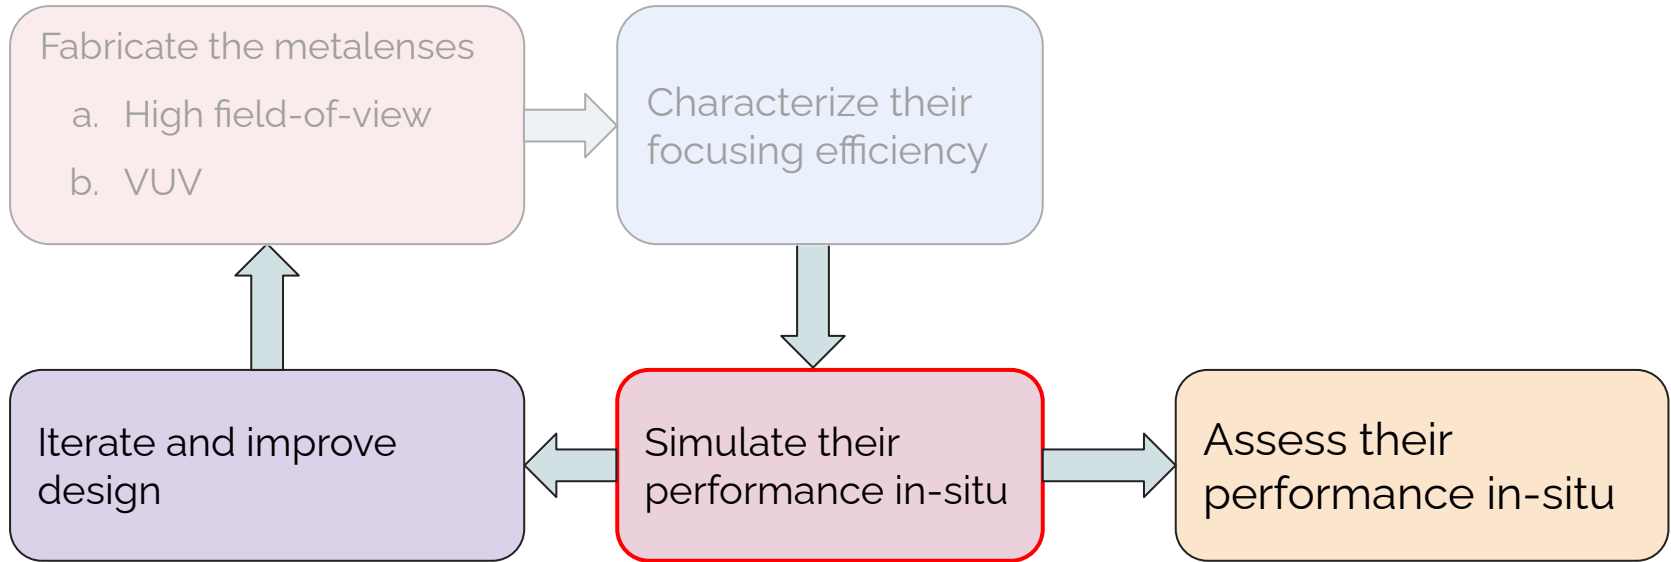 Fabricate the metalenses
a. High field-of-view
b. VUV
Characterize their
focusing efficiency
Iterate and improve
design
Simulate their
performance in-situ
Assess their
performance in-situ